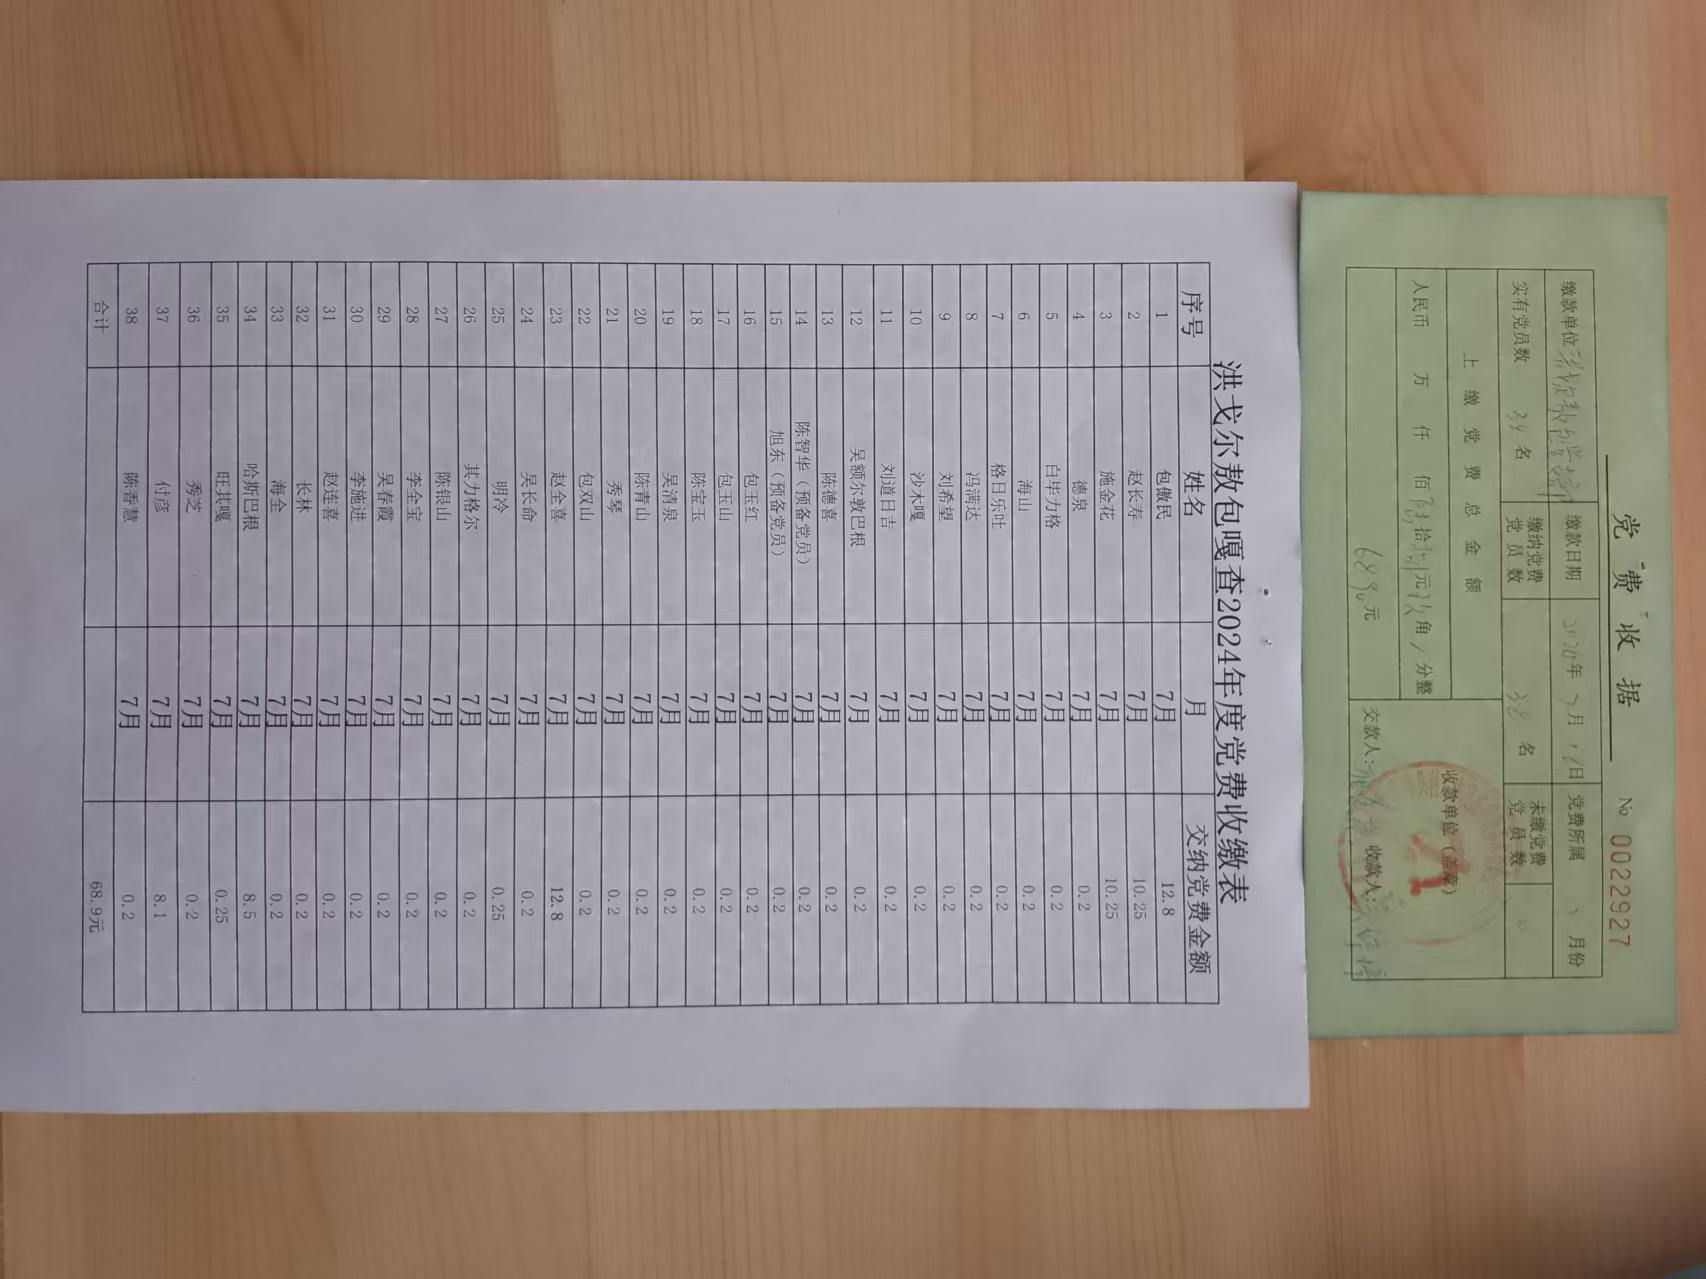 党费收据
No 0022927
缴款单位 缴款日期 2024年7月 日 党费所属 月份
实有党员数 38名 缴纳党费党员数 38名 未缴党费党员数 0
上缴党费总金额
人民币 万 仟 佰 陆拾捌元玖角 分整
68.90元
收款单位（盖章）
交款人: 收款人:
洪戈尔敖包嘎查2024年度党费收缴表
序号 姓名 月 交纳党费金额
1 包傲民 7月 12.8
2 赵长寿 7月 10.25
3 施金花 7月 10.25
4 德泉 7月 0.2
5 白毕力格 7月 0.2
6 海山 7月 0.2
7 格日乐吐 7月 0.2
8 冯满达 7月 0.2
9 刘希望 7月 0.2
10 沙木嘎 7月 0.2
11 刘道日吉 7月 0.2
12 吴额尔敦巴根 7月 0.2
13 陈德喜 7月 0.2
14 陈智华（预备党员） 7月 0.2
15 旭东（预备党员） 7月 0.2
16 包玉红 7月 0.2
17 包玉山 7月 0.2
18 陈宝玉 7月 0.2
19 吴清泉 7月 0.2
20 陈青山 7月 0.2
21 秀琴 7月 0.2
22 包双山 7月 0.2
23 赵全喜 7月 12.8
24 吴长命 7月 0.2
25 明冷 7月 0.25
26 其力格尔 7月 0.2
27 陈银山 7月 0.2
28 李全宝 7月 0.2
29 吴春霞 7月 0.2
30 李施进 7月 0.2
31 赵连喜 7月 0.2
32 长林 7月 0.2
33 海全 7月 0.2
34 哈斯巴根 7月 8.5
35 旺其嘎 7月 0.25
36 秀芝 7月 0.2
37 付彦 7月 8.1
38 陈香慧 7月 0.2
合计 68.9元